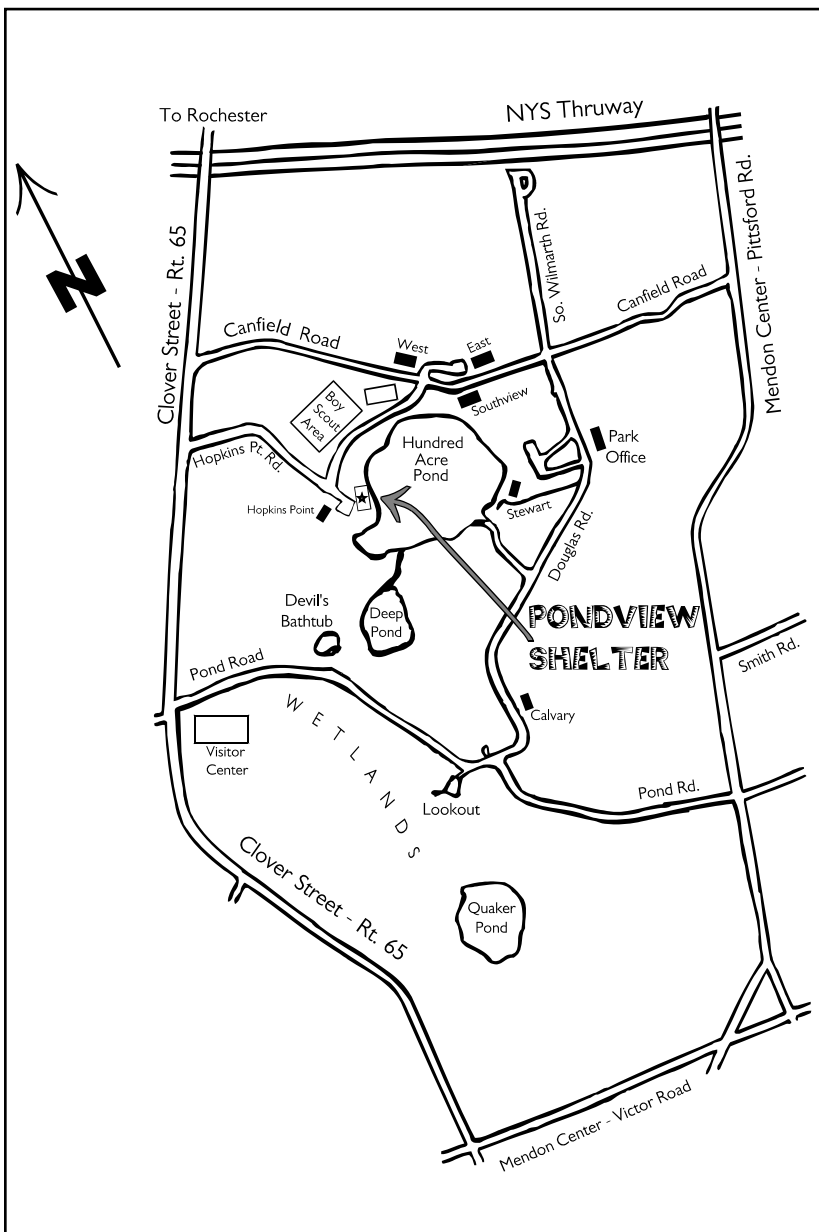 To Rochester
NYS Thruway
N
Clover Street - Rt. 65
So. Wilmarth Rd.
Mendon Center - Pittsford Rd.
Canfield Road
Canfield Road
West
East
Boy
Scout
Area
Southview
Hundred
Acre
Pond
Park
Office
Hopkins Pt. Rd.
Hopkins Point
Stewart
Douglas Rd.
Devil's
Bathtub
Deep
Pond
PONDVIEW
SHELTER
Smith Rd.
Pond Road
WETLANDS
Calvary
Visitor
Center
Lookout
Pond Rd.
Clover Street - Rt. 65
Quaker
Pond
Mendon Center - Victor Road